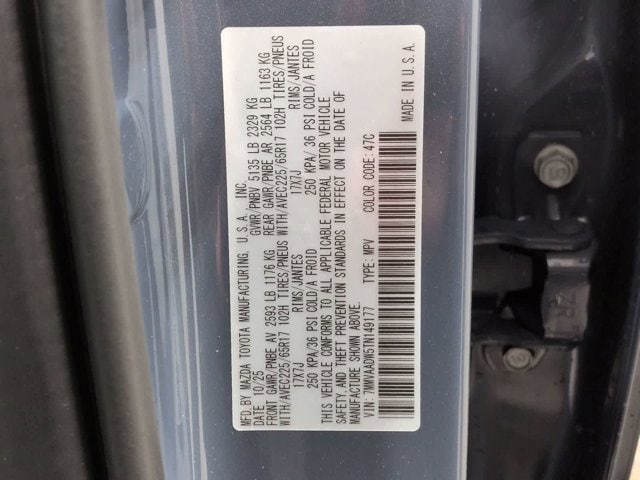 MFD.BY MAZDA TOYOTA MANUFACTURING, U.S.A. INC.
DATE 10/25 GVWR/PNBV 5135 LB 2329 KG
FRONT GAWR/PNBE AV 2593 LB 1176 KG REAR GAWR/PNBE AR 2564 LB 1163 KG
WITH/AVEC225/65R17 102H TIRES/PNEUS WITH/AVEC225/65R17 102H TIRES/PNEUS
17X7J RIMS/JANTES 17X7J RIMS/JANTES
250 KPA/36 PSI COLD/A FROID 250 KPA/ 36 PSI COLD/A FROID
THIS VEHICLE CONFORMS TO ALL APPLICABLE FEDERAL MOTOR VEHICLE
SAFETY,AND THEFT PREVENTION STANDARDS IN EFFECT ON THE DATE OF
MANUFACTURE SHOWN ABOVE.
VIN: 7MMVAADW5TN149177 TYPE: MPV COLOR CODE: 47C
MADE IN U.S.A.